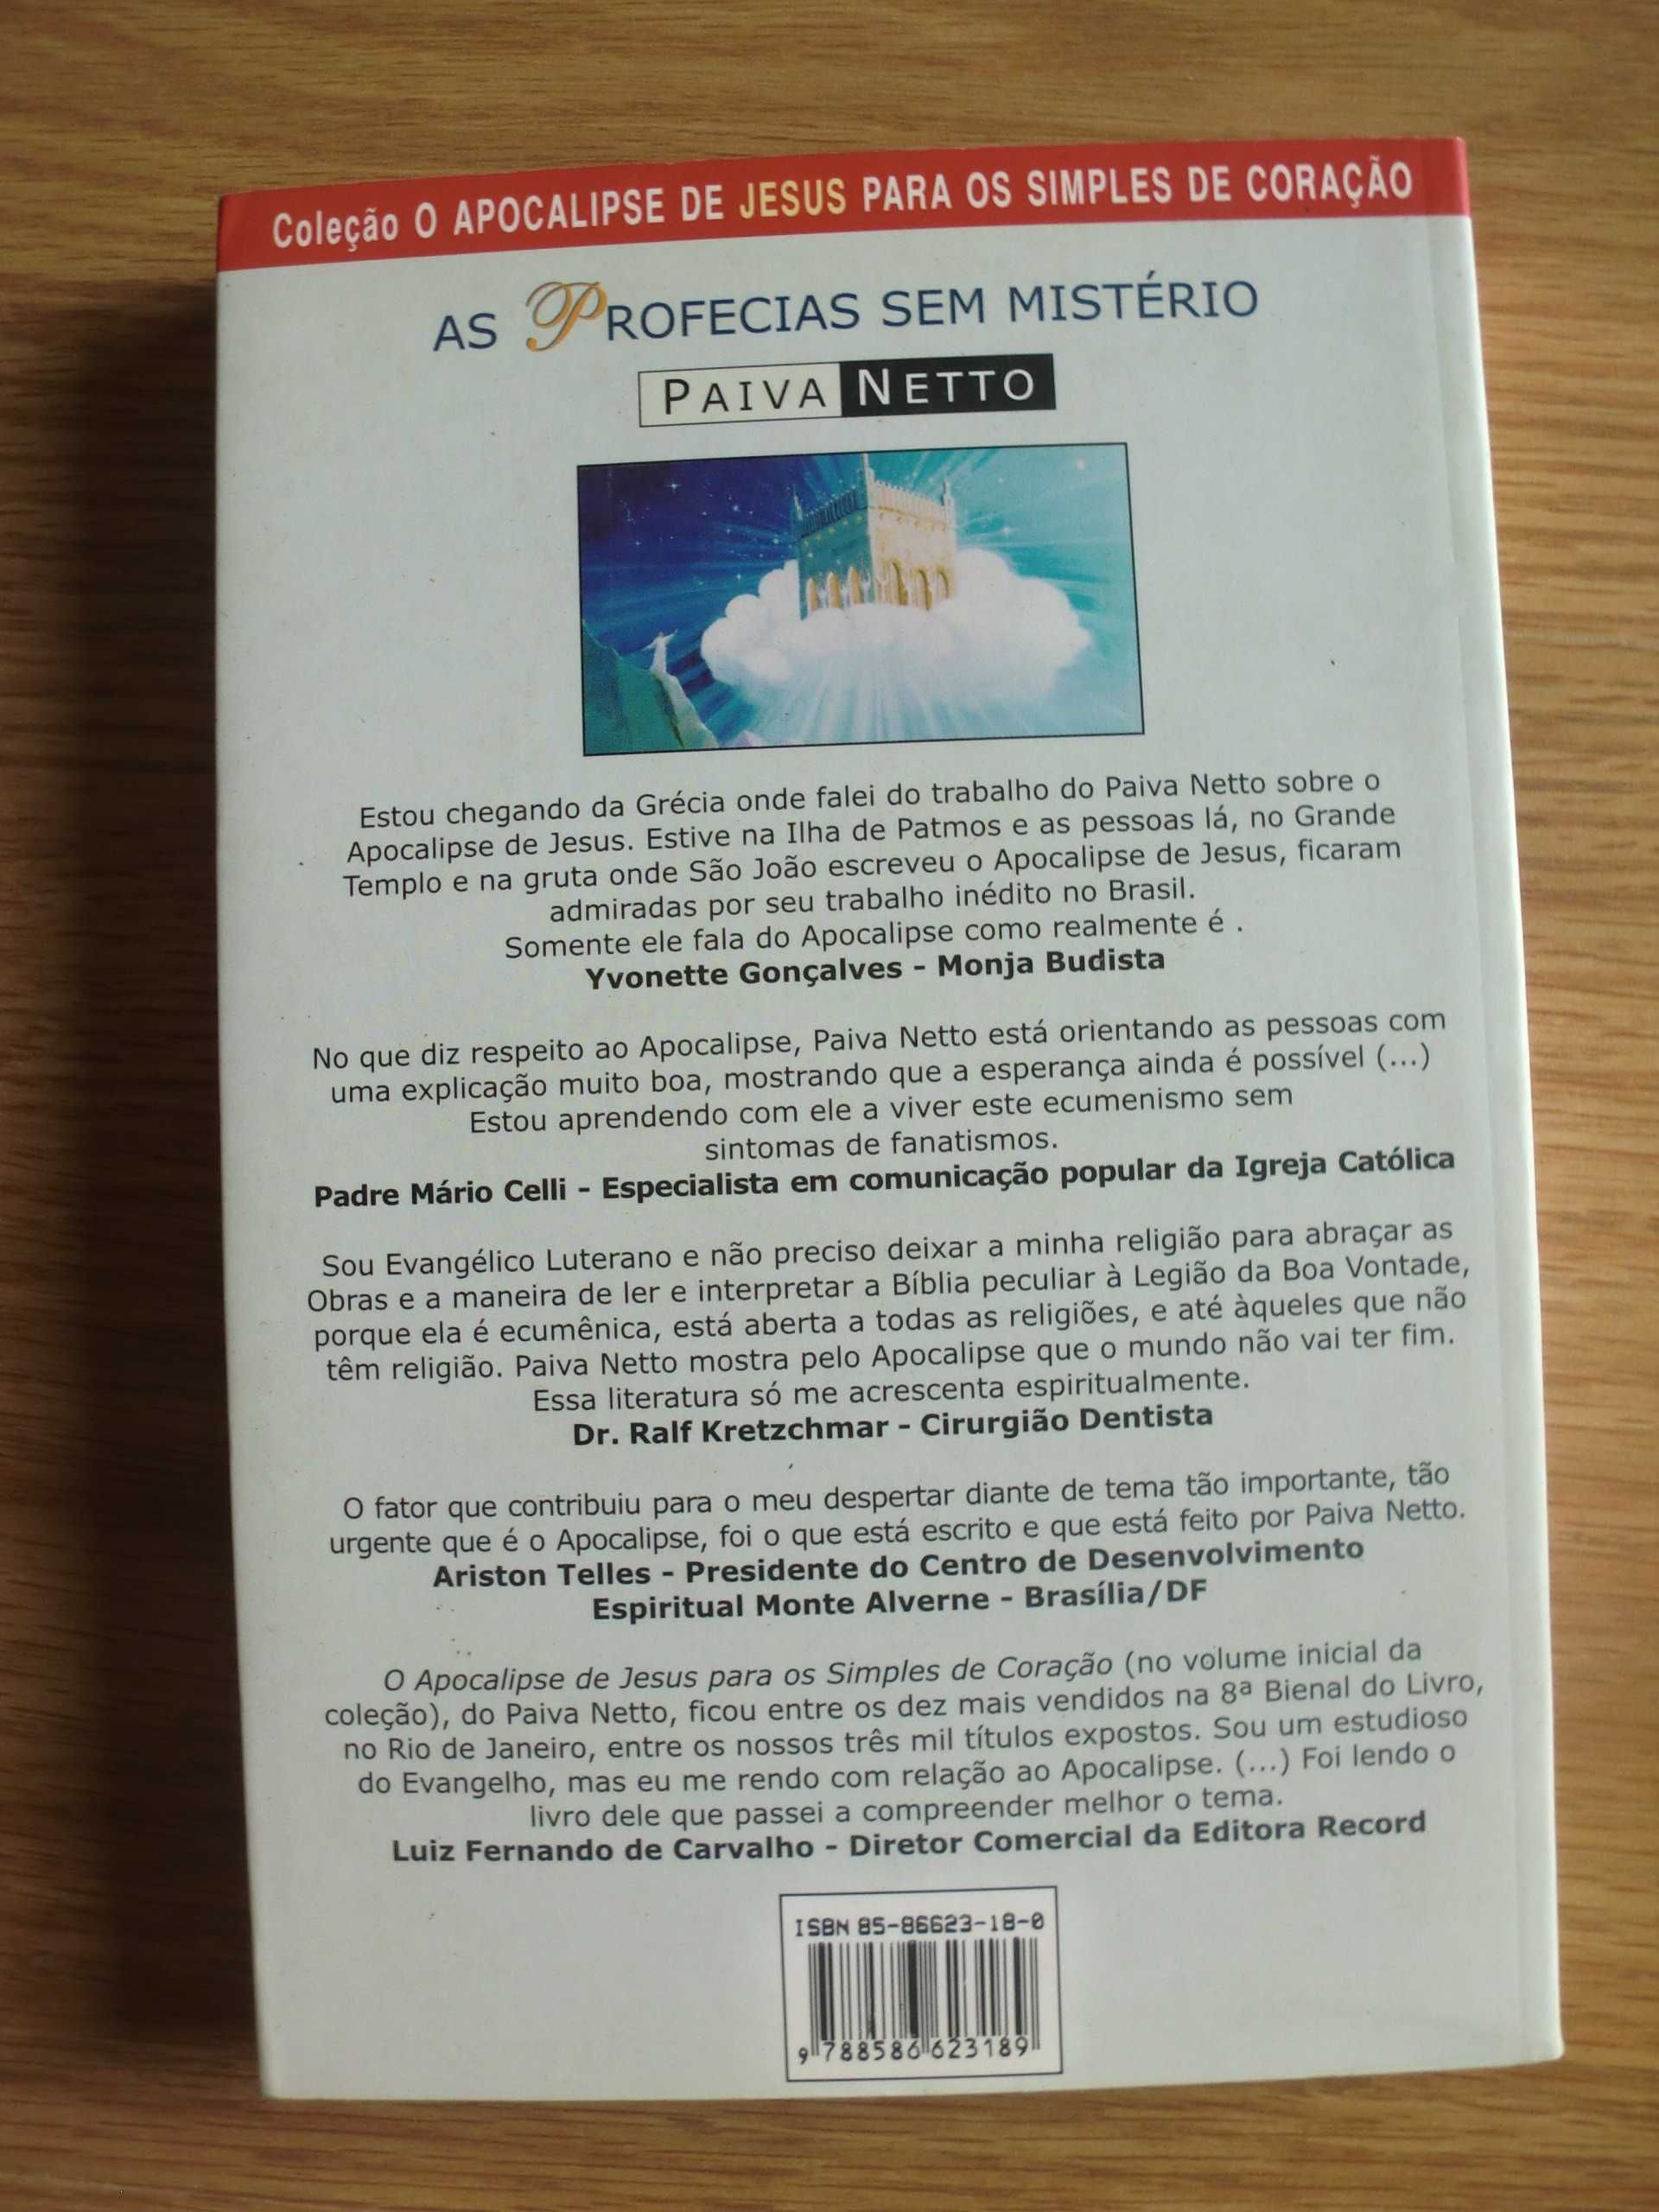 Coleção O APOCALIPSE DE JESUS PARA OS SIMPLES DE CORAÇÃO
AS PROFECIAS SEM MISTÉRIO
PAIVA NETTO
Estou chegando da Grécia onde falei do trabalho do Paiva Netto sobre o
Apocalipse de Jesus. Estive na Ilha de Patmos e as pessoas lá, no Grande
Templo e na gruta onde São João escreveu o Apocalipse de Jesus, ficaram
admiradas por seu trabalho inédito no Brasil.
Somente ele fala do Apocalipse como realmente é .
Yvonette Gonçalves - Monja Budista
No que diz respeito ao Apocalipse, Paiva Netto está orientando as pessoas com
uma explicação muito boa, mostrando que a esperança ainda é possível (...)
Estou aprendendo com ele a viver este ecumenismo sem
sintomas de fanatismos.
Padre Mário Celli - Especialista em comunicação popular da Igreja Católica
Sou Evangélico Luterano e não preciso deixar a minha religião para abraçar as
Obras e a maneira de ler e interpretar a Bíblia peculiar à Legião da Boa Vontade,
porque ela é ecumênica, está aberta a todas as religiões, e até àqueles que não
têm religião. Paiva Netto mostra pelo Apocalipse que o mundo não vai ter fim.
Essa literatura só me acrescenta espiritualmente.
Dr. Ralf Kretzchmar - Cirurgião Dentista
O fator que contribuiu para o meu despertar diante de tema tão importante, tão
urgente que é o Apocalipse, foi o que está escrito e que está feito por Paiva Netto.
Ariston Telles - Presidente do Centro de Desenvolvimento
Espiritual Monte Alverne - Brasília/DF
O Apocalipse de Jesus para os Simples de Coração (no volume inicial da
coleção), do Paiva Netto, ficou entre os dez mais vendidos na 8ª Bienal do Livro,
no Rio de Janeiro, entre os nossos três mil títulos expostos. Sou um estudioso
do Evangelho, mas eu me rendo com relação ao Apocalipse. (...) Foi lendo o
livro dele que passei a compreender melhor o tema.
Luiz Fernando de Carvalho - Diretor Comercial da Editora Record
ISBN 85-86623-18-0
9 788586 623189